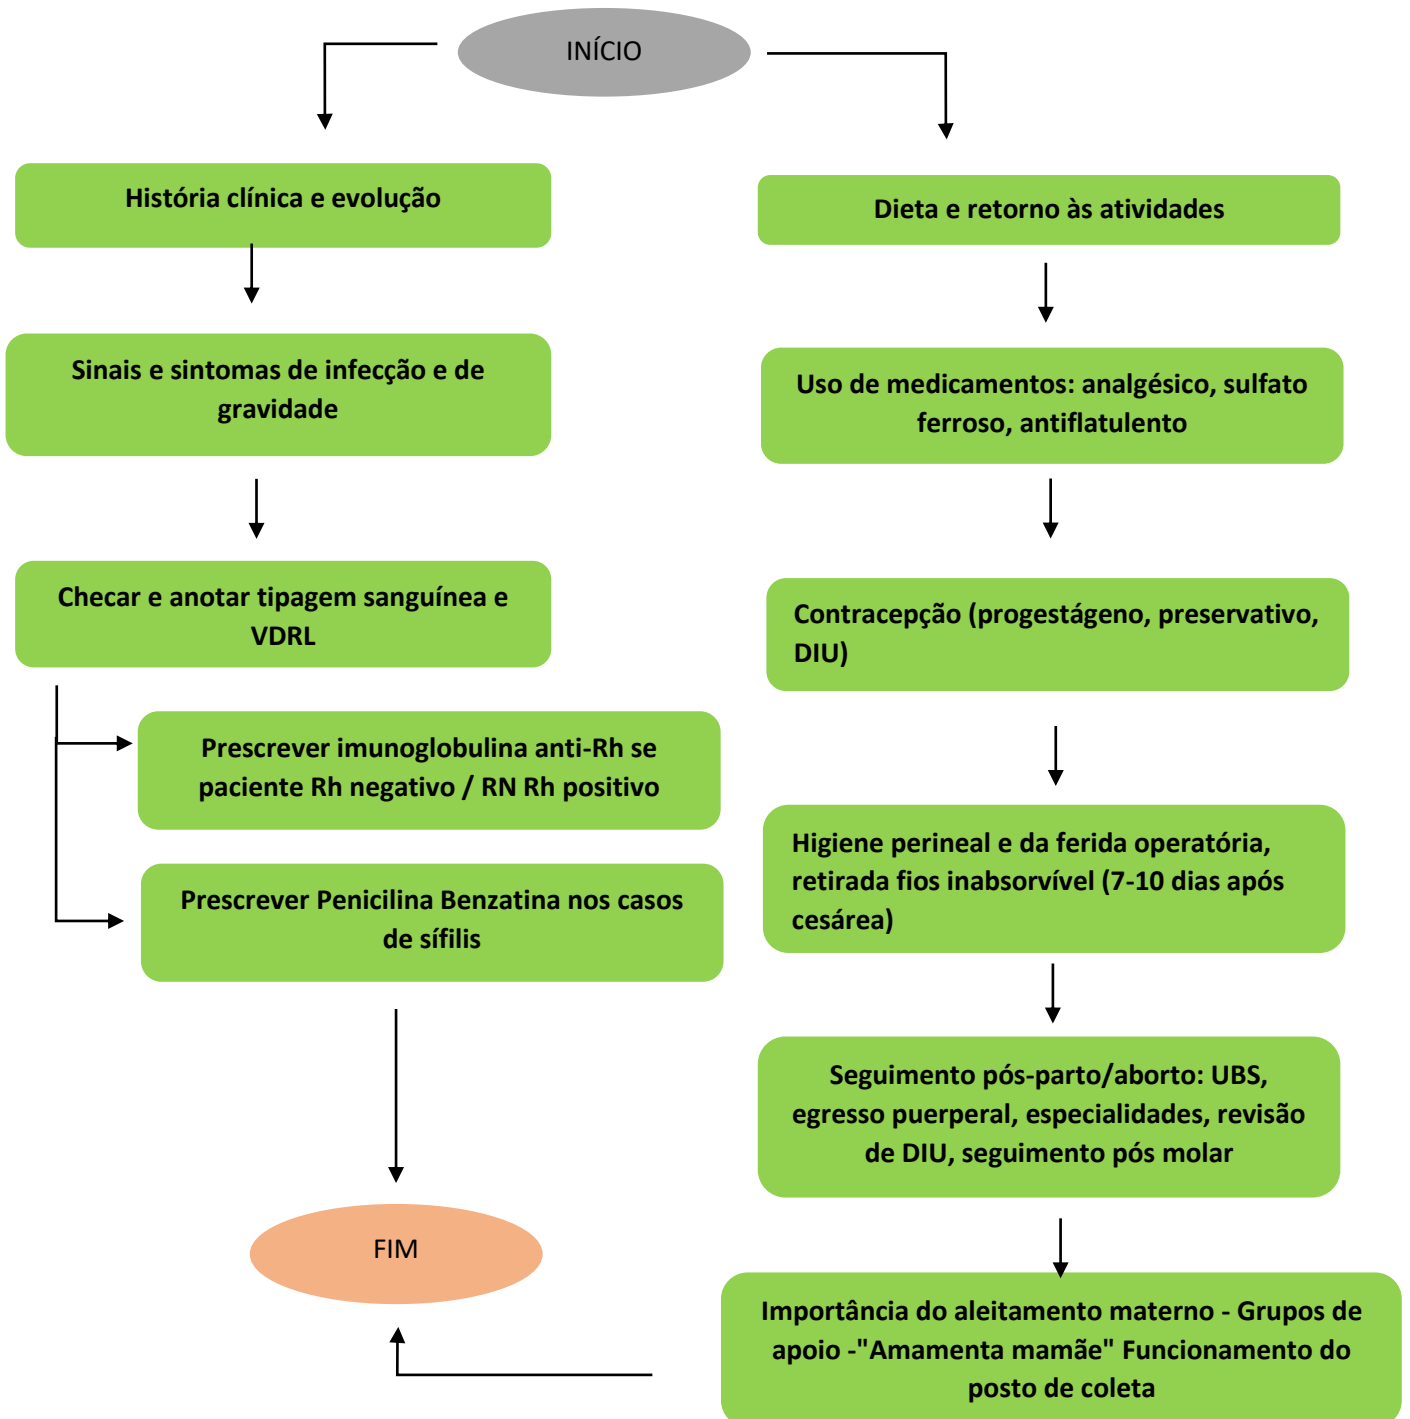 INÍCIO
História clínica e evolução
Sinais e sintomas de infecção e de
gravidade
Checar e anotar tipagem sanguínea e
VDRL
Prescrever imunoglobulina anti-Rh se
paciente Rh negativo / RN Rh positivo
Prescrever Penicilina Benzatina nos casos
de sífilis
Dieta e retorno às atividades
Uso de medicamentos: analgésico, sulfato
ferroso, antiflatulento
Contracepção (progestágeno, preservativo,
DIU)
Higiene perineal e da ferida operatória,
retirada fios inabsorvível (7-10 dias após
cesárea)
Seguimento pós-parto/aborto: UBS,
egresso puerperal, especialidades, revisão
de DIU, seguimento pós molar
Importância do aleitamento materno - Grupos de
apoio -"Amamenta mamãe" Funcionamento do
posto de coleta
FIM